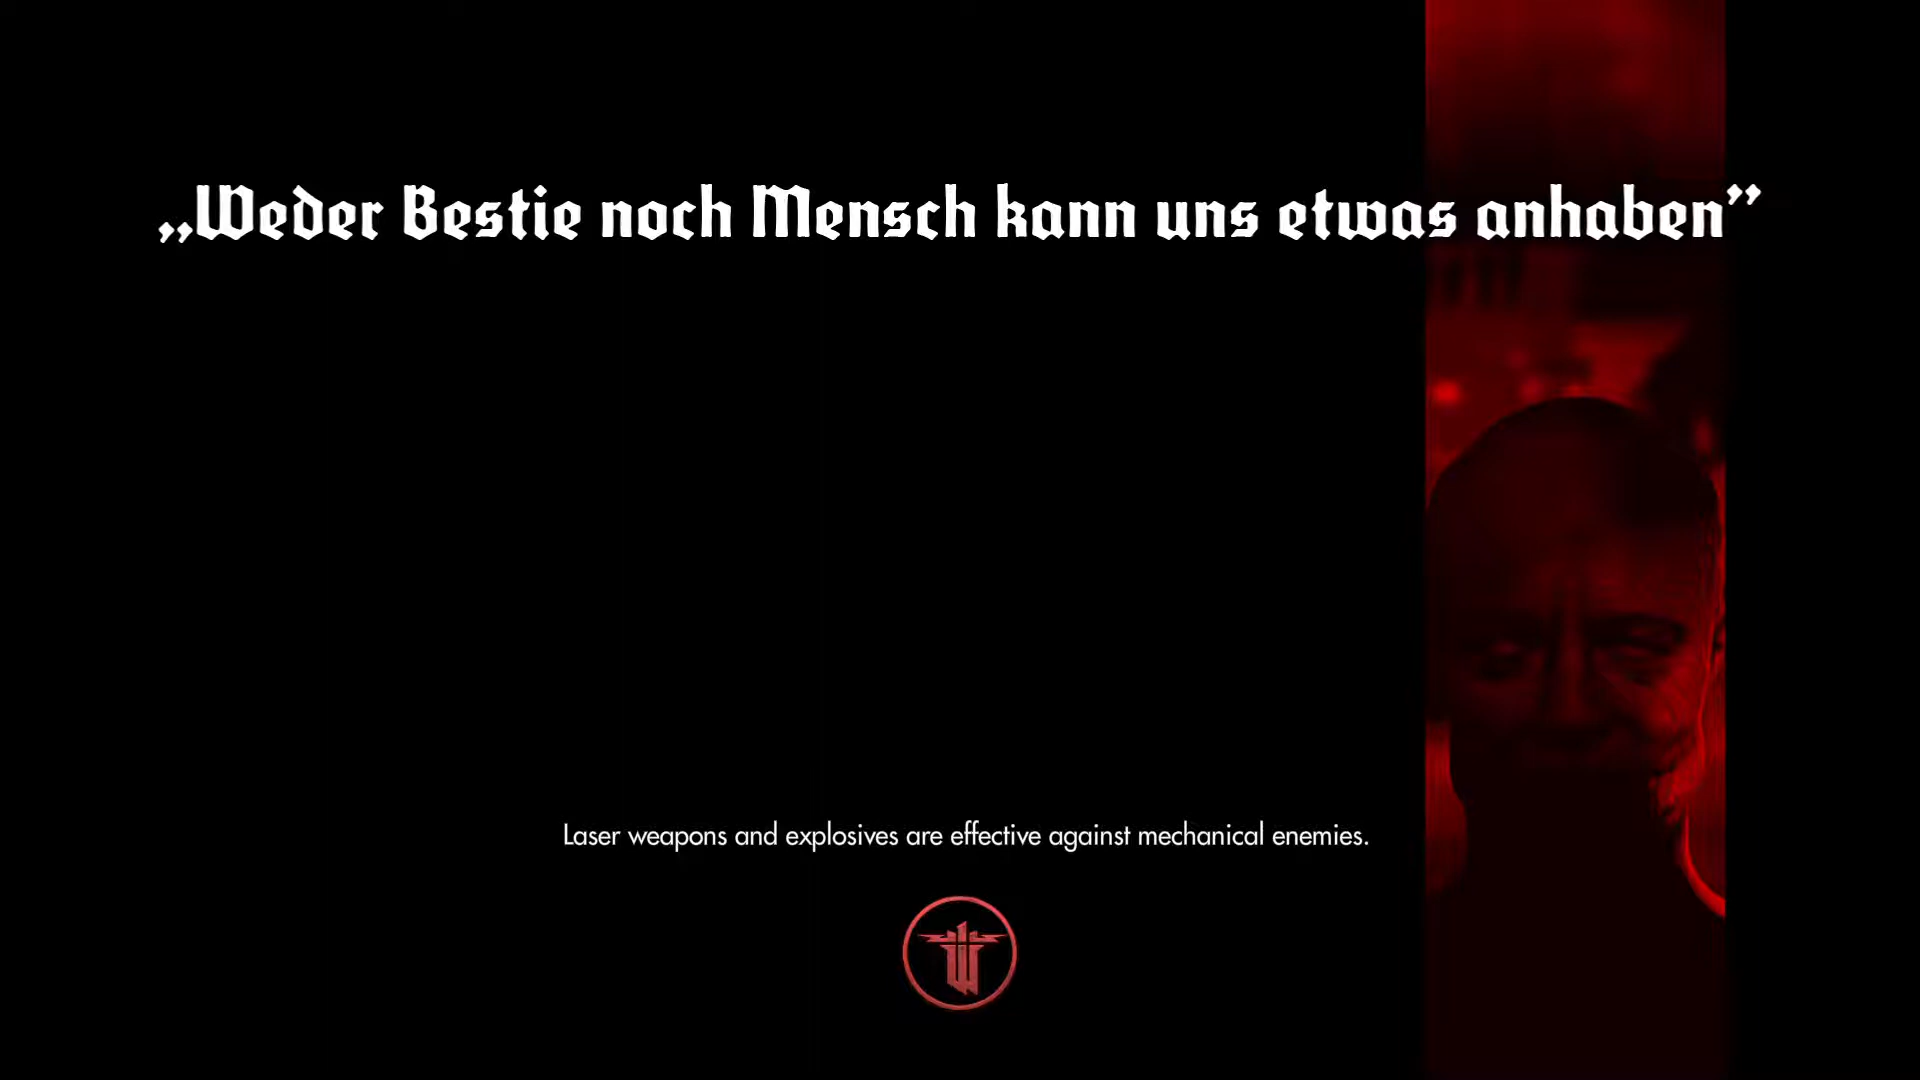 „Weder Bestie noch Mensch kann uns etwas anhaben”
Laser weapons and explosives are effective against mechanical enemies.